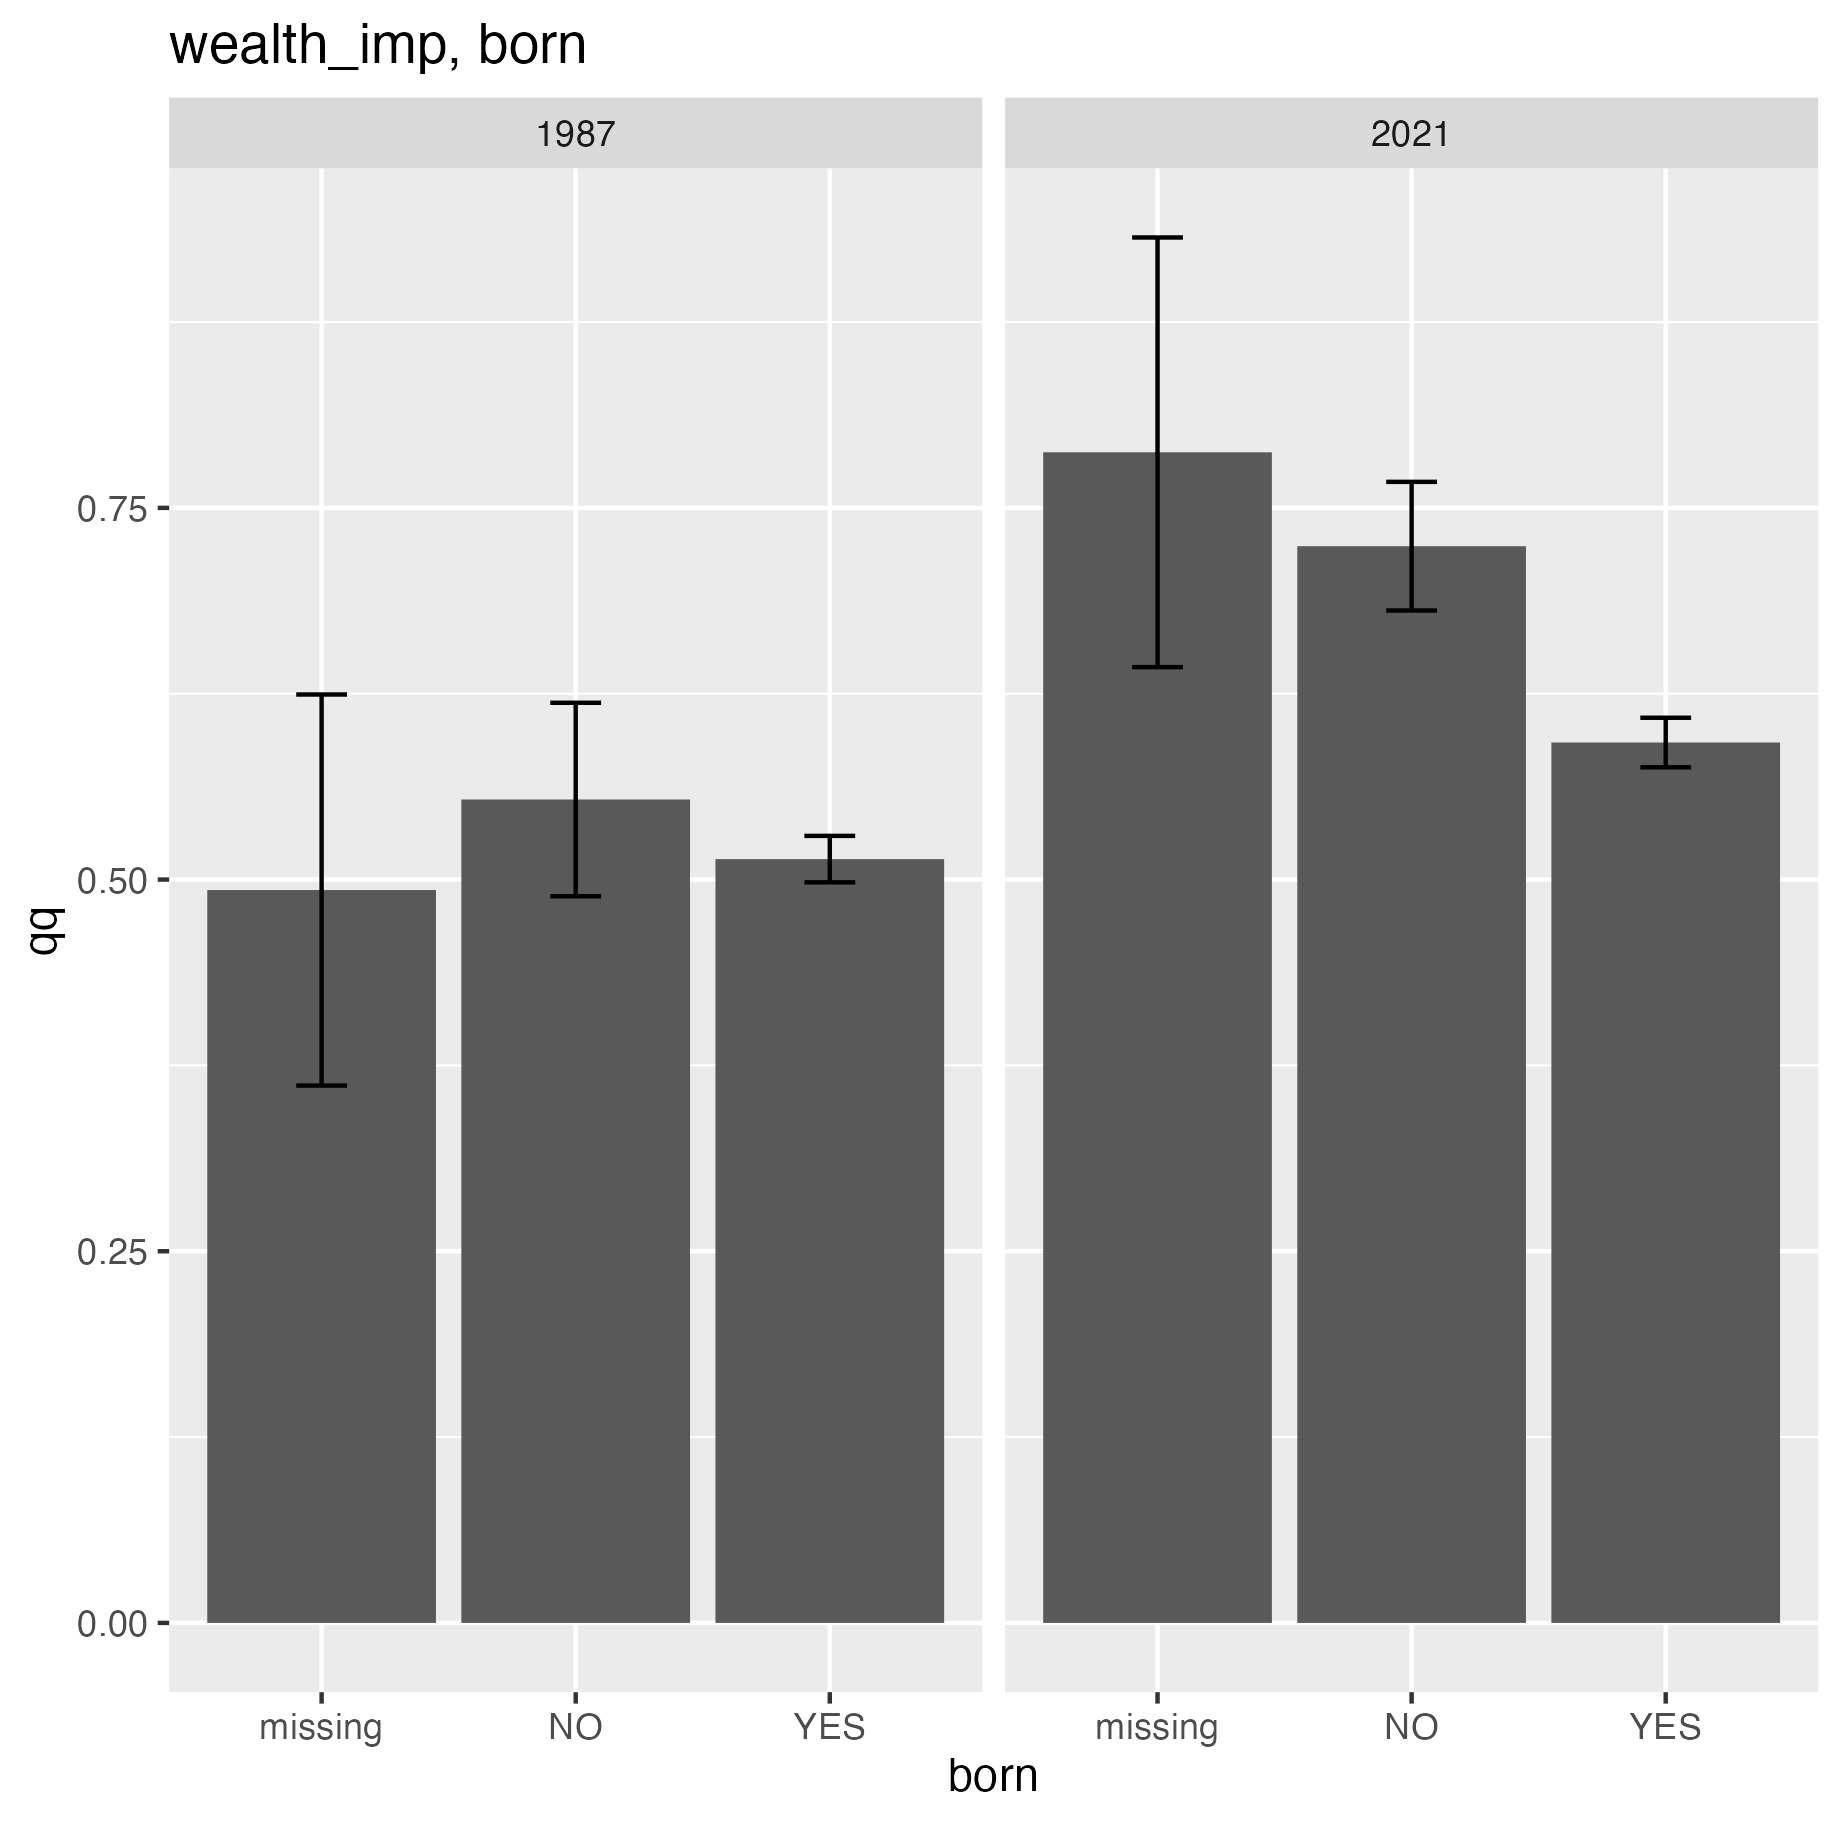 wealth_imp, born
1987
2021
qq
0.75
0.50
0.25
0.00
missing NO YES
missing NO YES
born